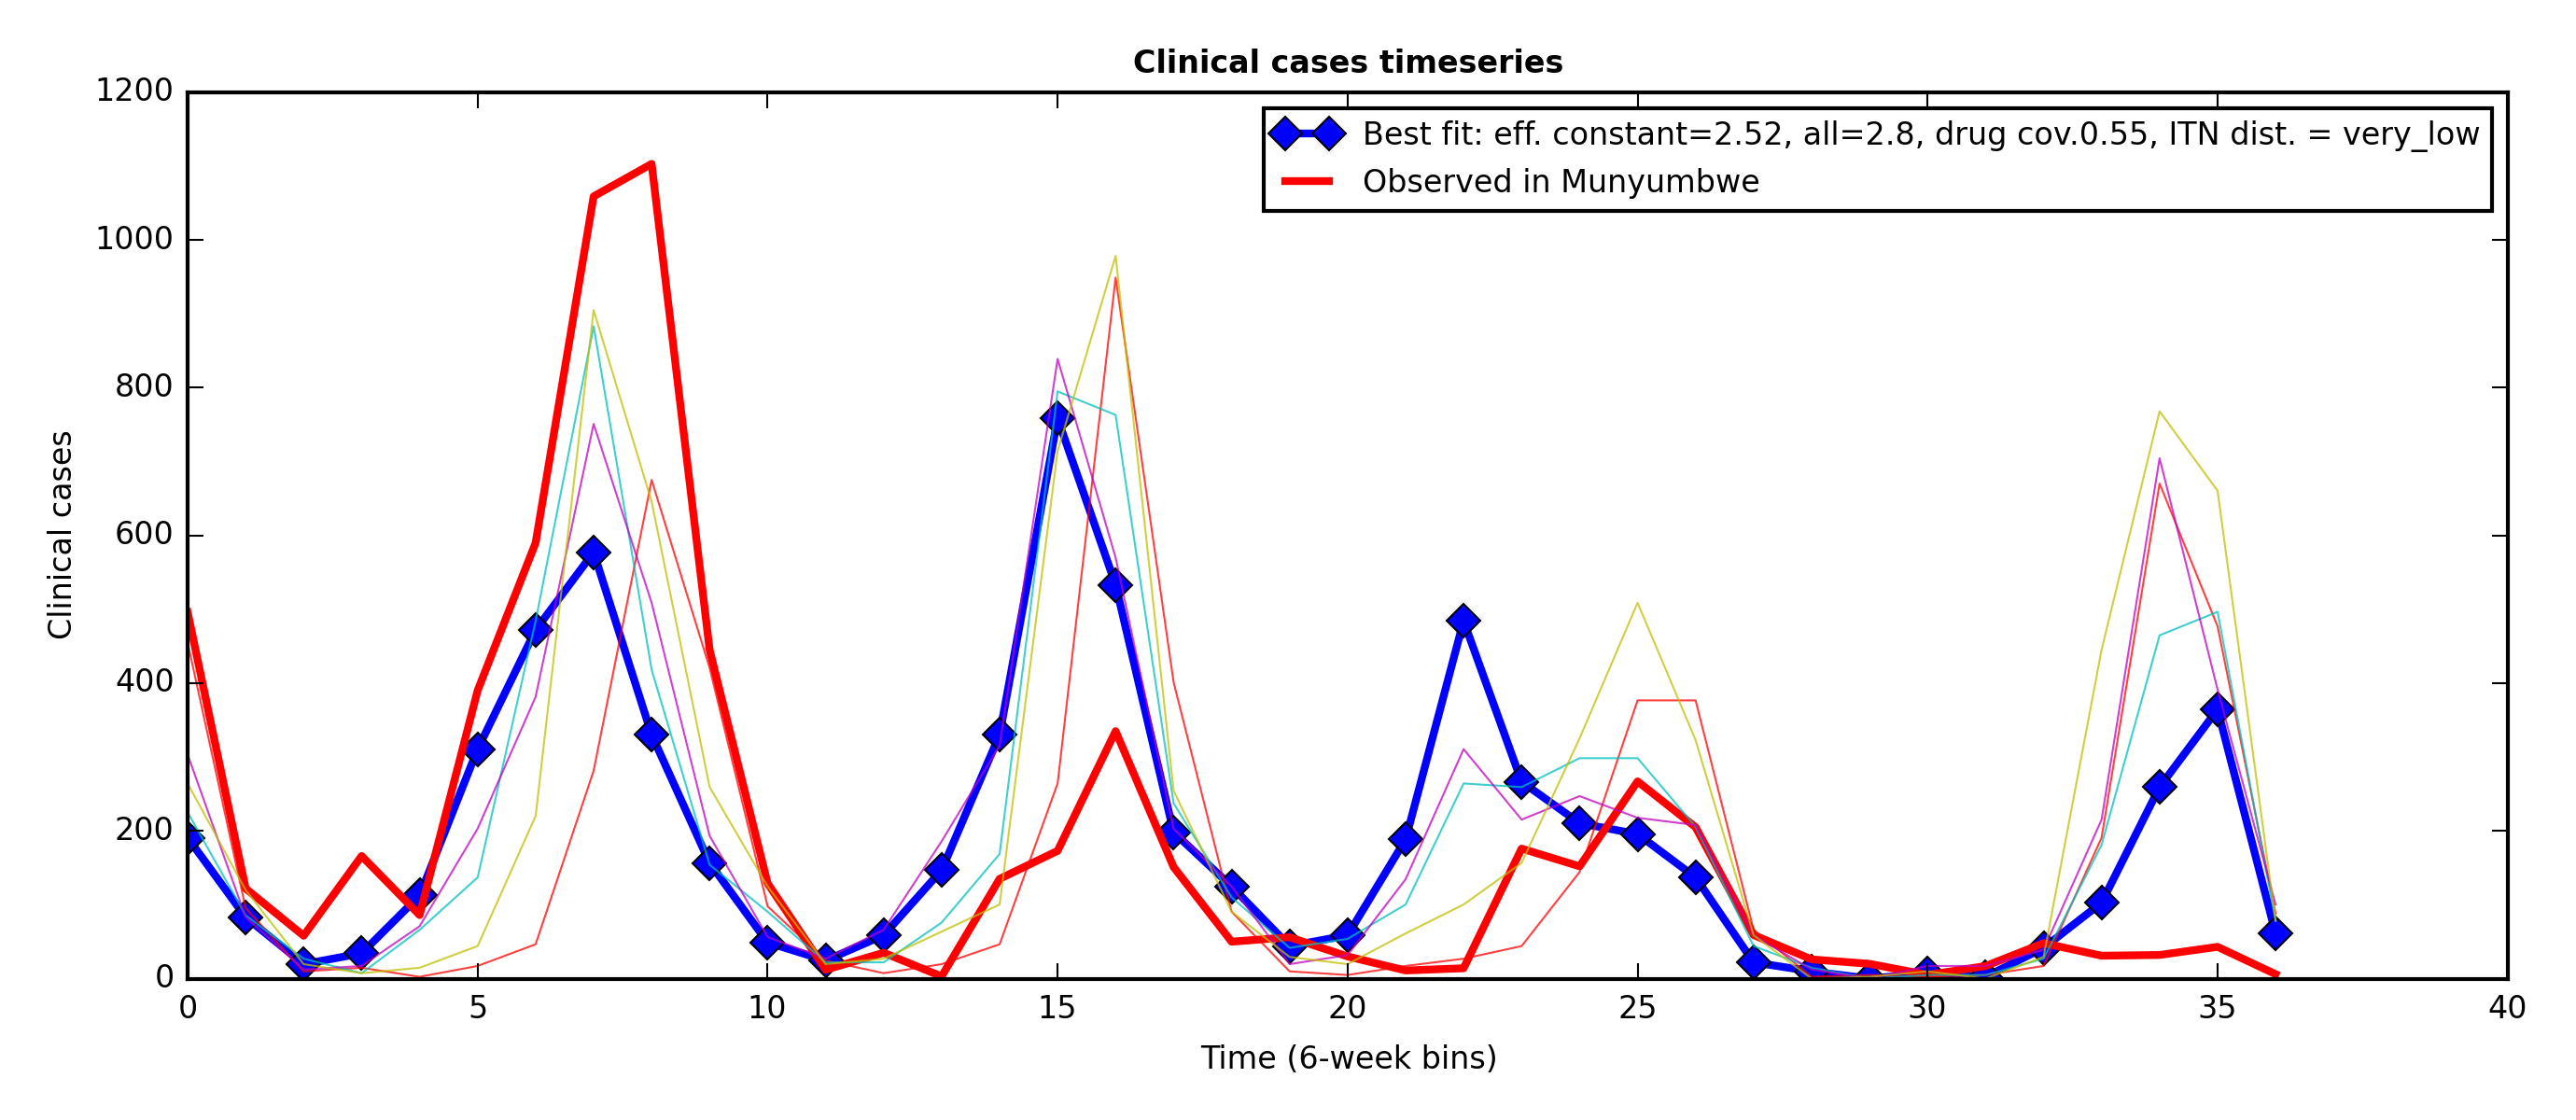 Clinical cases timeseries
1200
1000
800
600
400
200
0
Clinical cases
Best fit: eff. constant=2.52, all=2.8, drug cov.0.55, ITN dist. = very_low
Observed in Munyumbwe
0 5 10 15 20 25 30 35 40
Time (6-week bins)